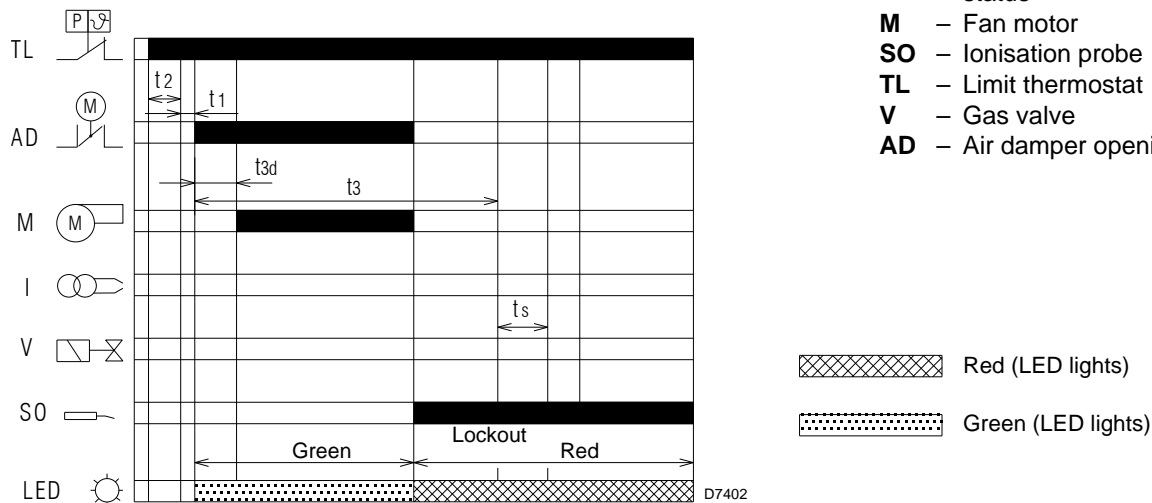 status
M – Fan motor
SO – Ionisation probe
TL – Limit thermostat
V – Gas valve
P ϑ
TL
t2
t1
M
AD
AD – Air damper openi
t3d
t3
M
M
I
ts
V
Red (LED lights)
SO
Lockout
Green
Red
Green (LED lights)
LED
D7402